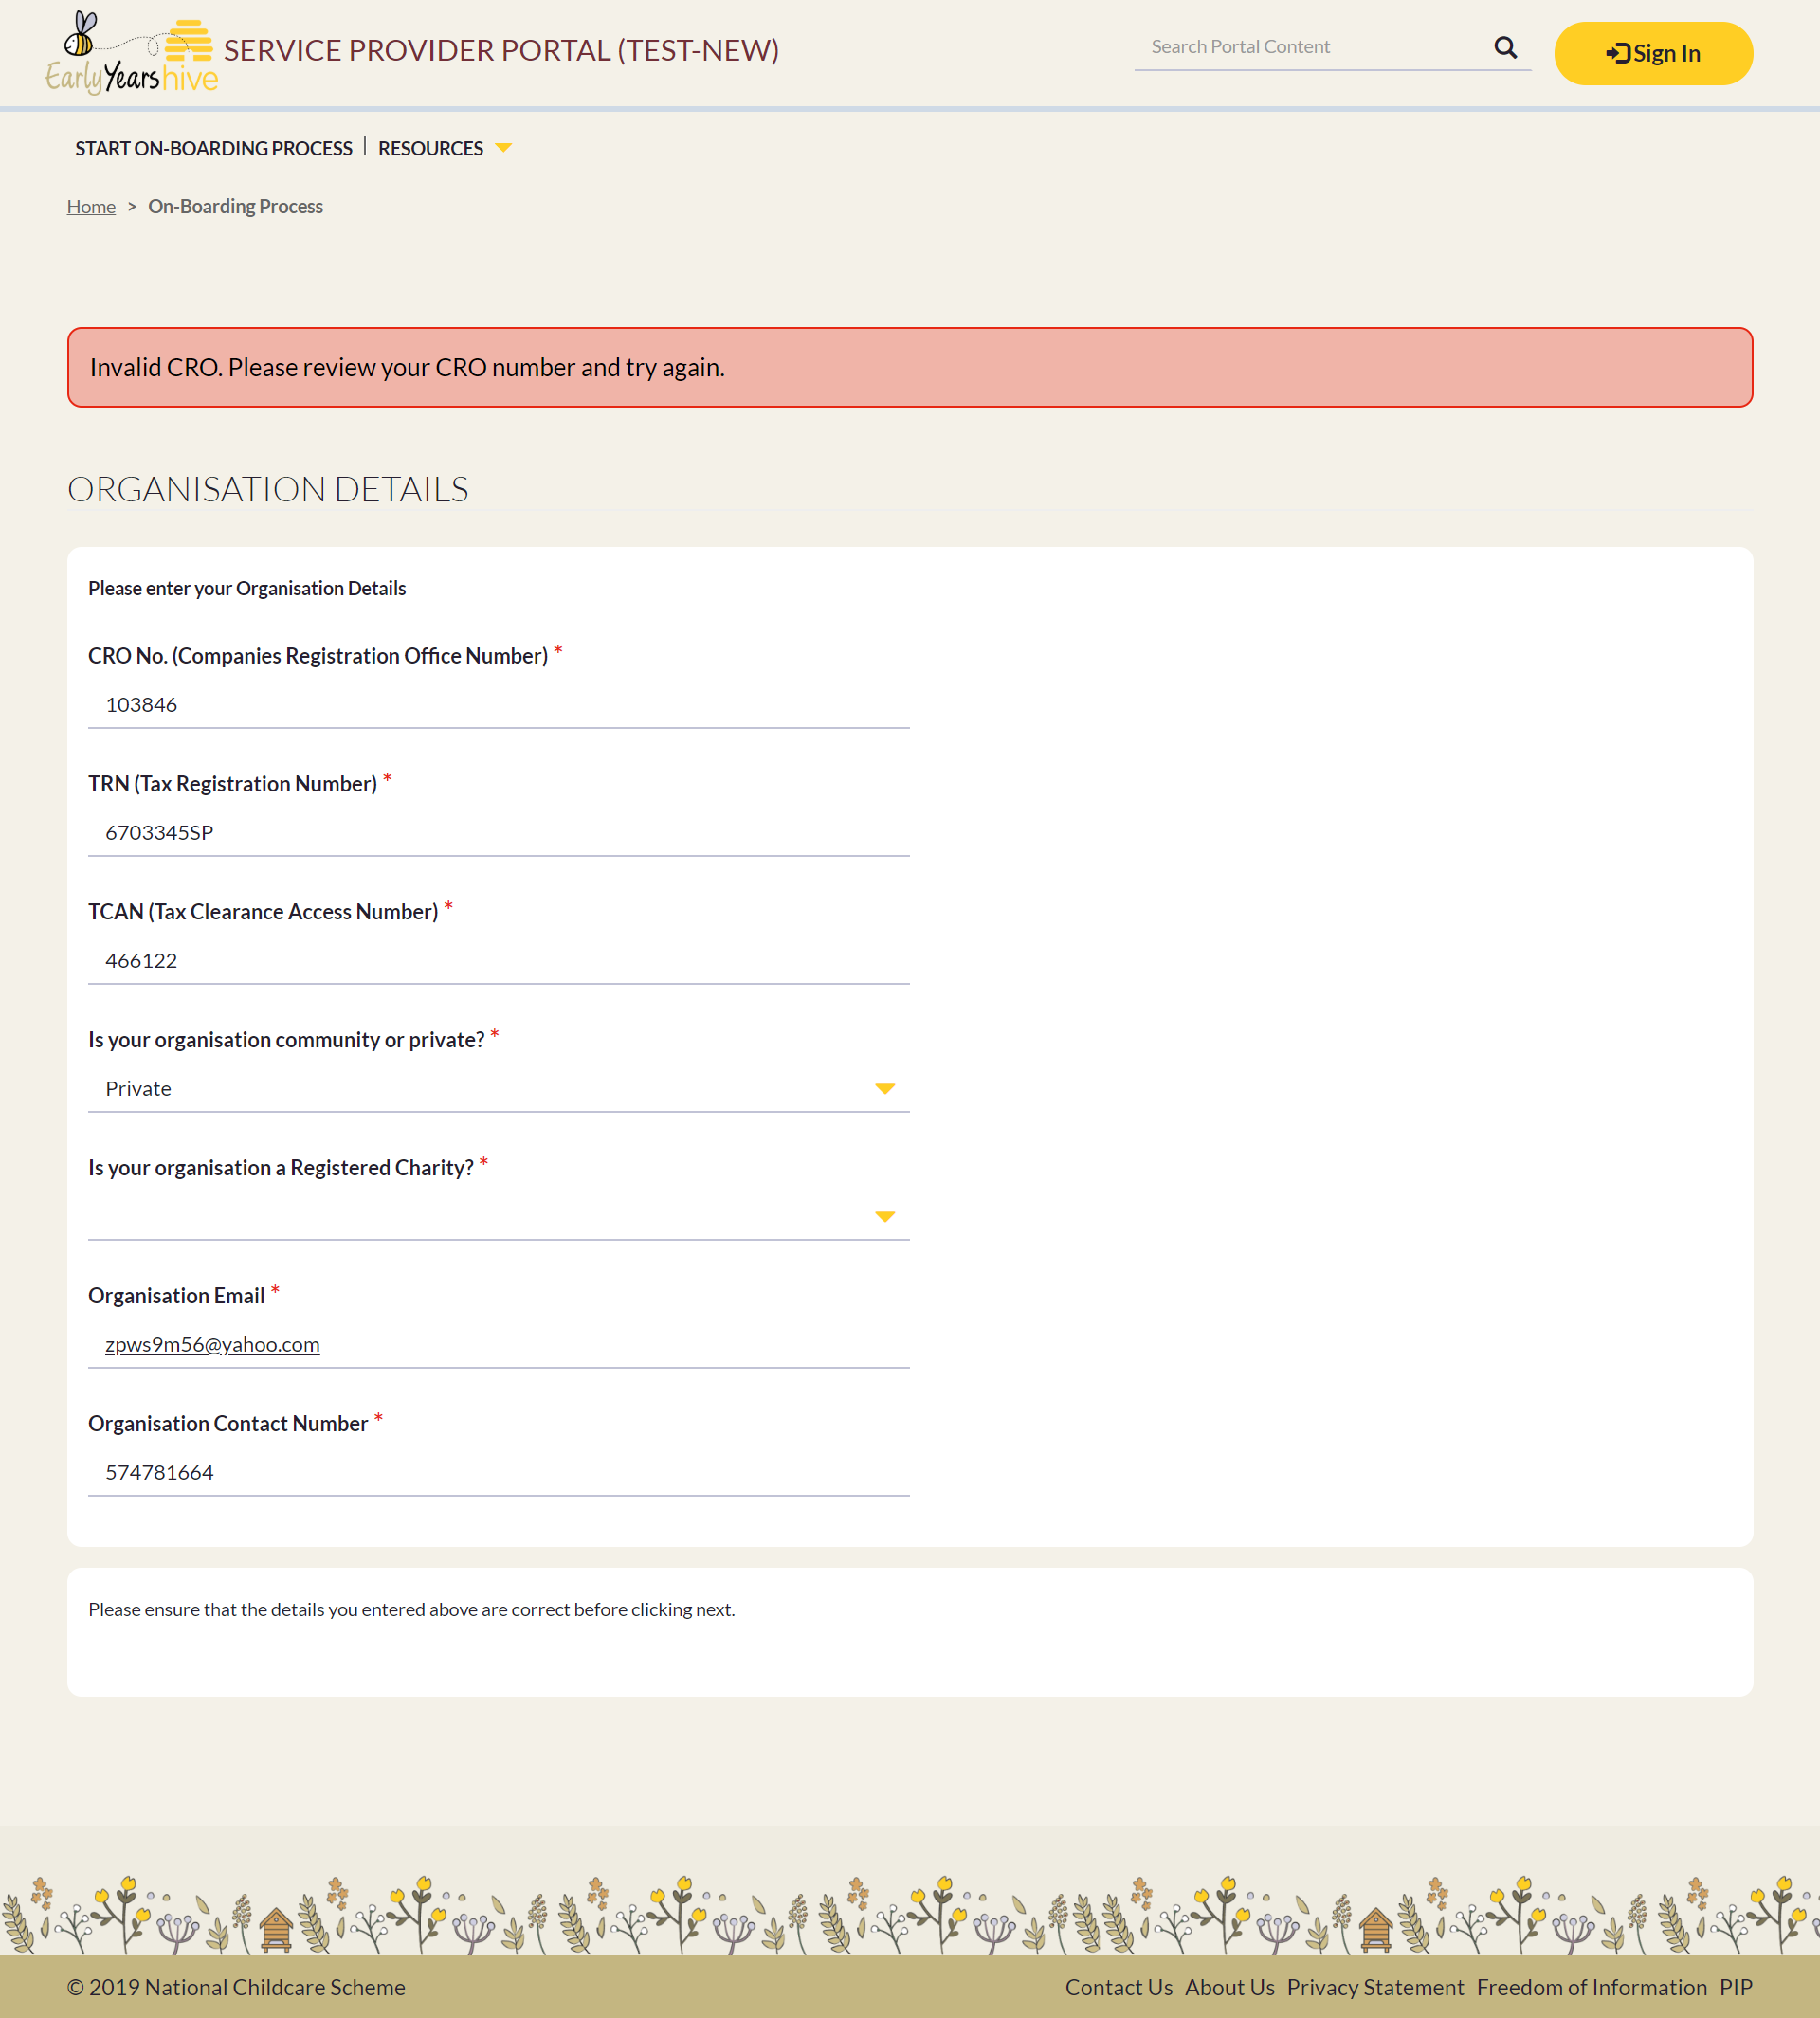 Early Years hive
SERVICE PROVIDER PORTAL (TEST-NEW)
Search Portal Content
Sign In
START ON-BOARDING PROCESS | RESOURCES
Home > On-Boarding Process
Invalid CRO. Please review your CRO number and try again.
ORGANISATION DETAILS
Please enter your Organisation Details
CRO No. (Companies Registration Office Number) *
103846
TRN (Tax Registration Number) *
6703345SP
TCAN (Tax Clearance Access Number) *
466122
Is your organisation community or private? *
Private
Is your organisation a Registered Charity? *
Organisation Email *
zpws9m56@yahoo.com
Organisation Contact Number *
574781664
Please ensure that the details you entered above are correct before clicking next.
© 2019 National Childcare Scheme
Contact Us About Us Privacy Statement Freedom of Information PIP